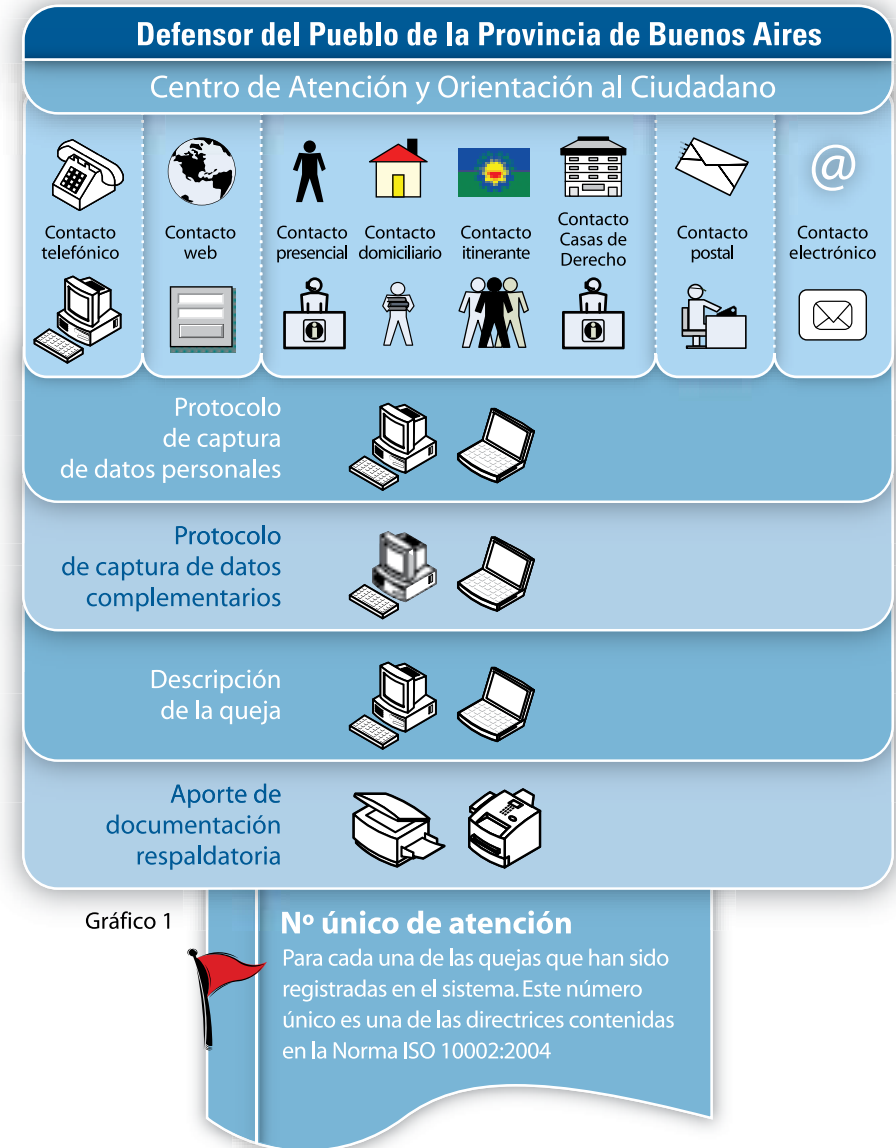 Defensor del Pueblo de la Provincia de Buenos Aires
Centro de Atención y Orientación al Ciudadano
Contacto
telefónico
Contacto
web
Contacto
presencial
Contacto
domiciliario
Contacto
itinerante
Contacto
Casas de
Derecho
Contacto
postal
@
Contacto
electrónico
Protocolo
de captura
de datos personales
Protocolo
de captura de datos
complementarios
Descripción
de la queja
Aporte de
documentación
respaldatoria
Gráfico 1
Nº único de atención
Para cada una de las quejas que han sido
registradas en el sistema. Este número
único es una de las directrices contenidas
en la Norma ISO 10002:2004